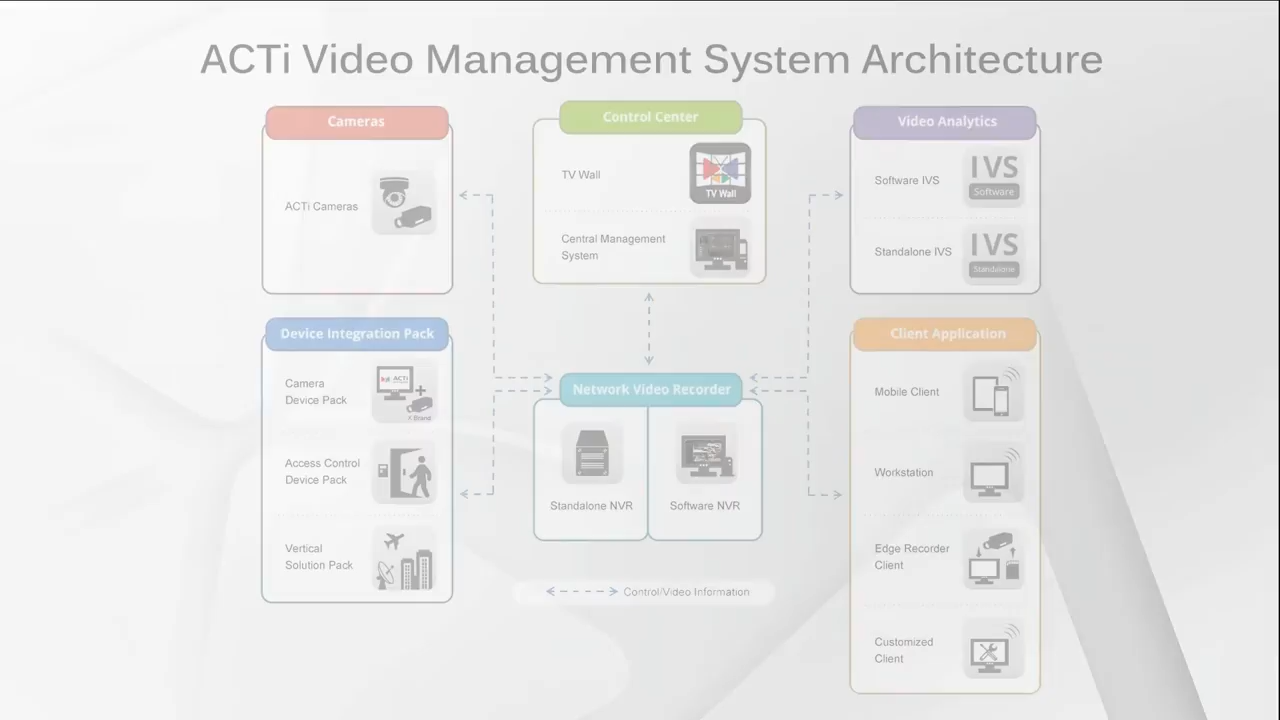 ACTi Video Management System Architecture
Cameras
ACTi Cameras
Control Center
TV Wall
TV Wall
Central Management
System
Video Analytics
Software IVS
IVS
Software
Standalone IVS
IVS
Standalone
Device Integration Pack
Camera
Device Pack
ACTi
+
X Brand
Access Control
Device Pack
Vertical
Solution Pack
Network Video Recorder
Standalone NVR
Software NVR
Control/Video Information
Client Application
Mobile Client
Workstation
Edge Recorder
Client
Customized
Client